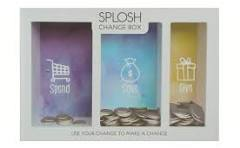 SPLOSH
CHANGE BOX
Spend
Save
Give
USE YOUR CHANGE TO MAKE A CHANGE